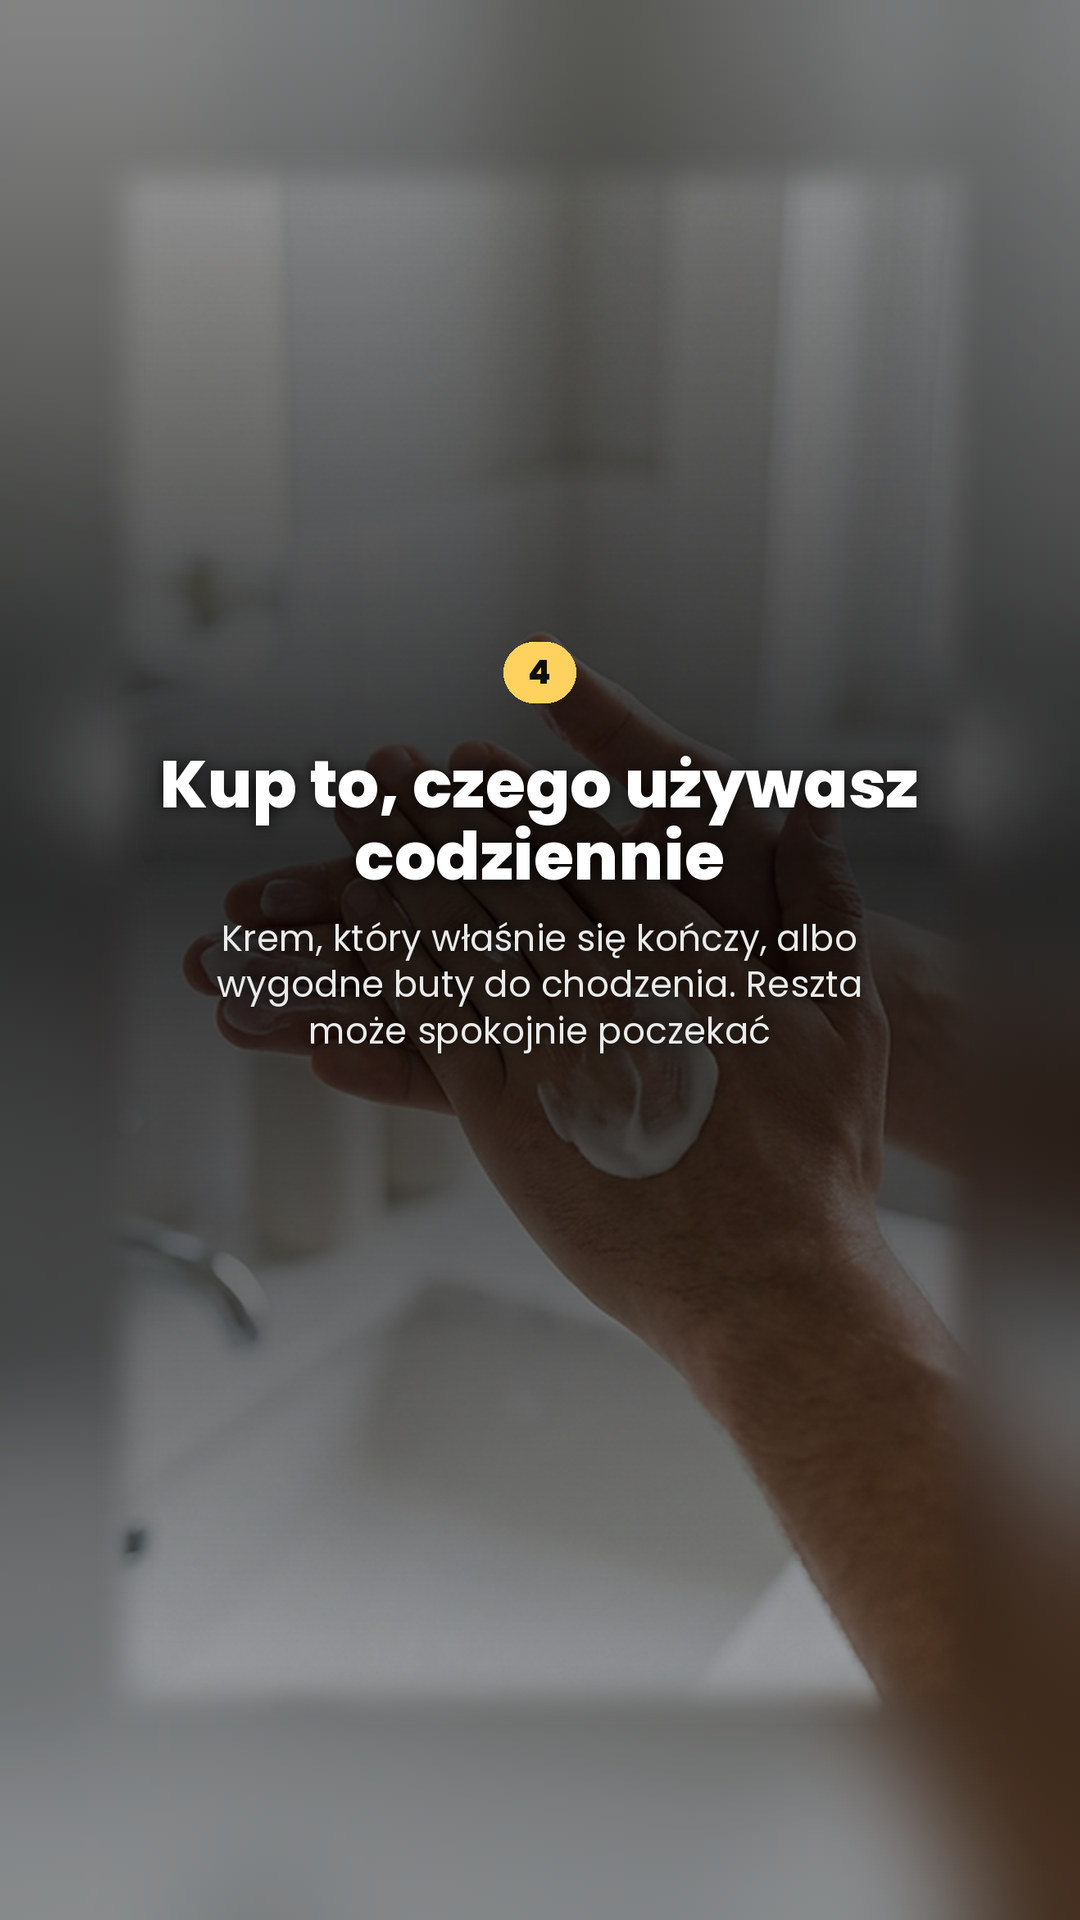 4
Kup to, czego używasz
codziennie
Krem, który właśnie się kończy, albo
wygodne buty do chodzenia. Reszta
może spokojnie poczekać